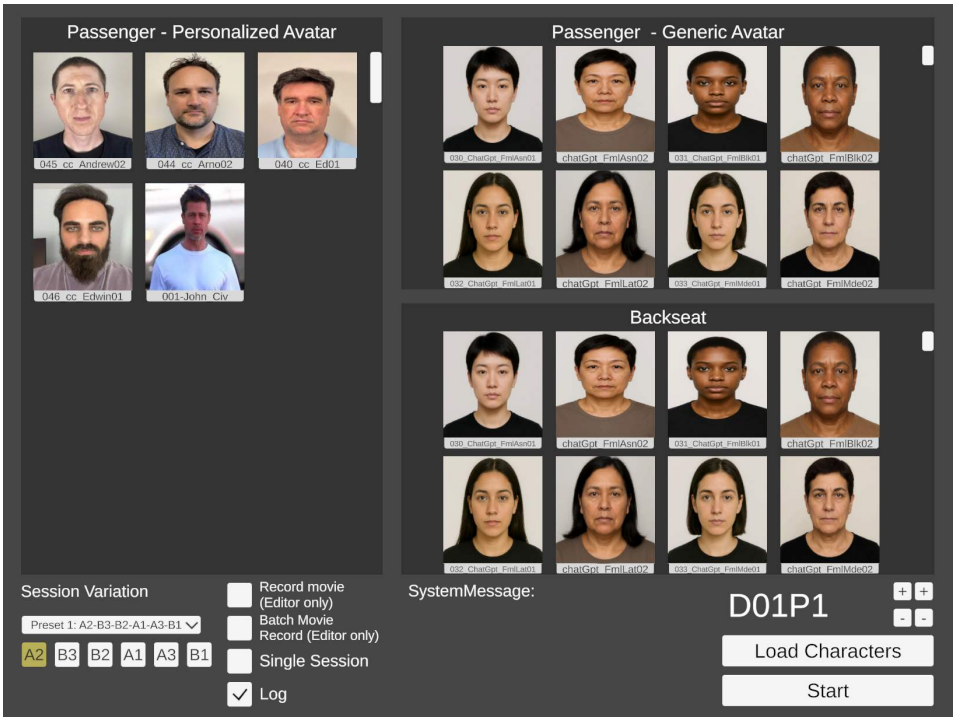 Passenger - Personalized Avatar
045_cc_Andrew02
044_cc_Arno02
040_cc_Ed01
046_cc_Edwin01
001-John_Civ
Passenger - Generic Avatar
030_ChatGpt_FmlAsn01
chatGpt_FmlAsn02
031_ChatGpt_FmlBlk01
chatGpt_FmlBlk02
032_ChatGpt_FmlLat01
chatGpt_FmlLat02
033_ChatGpt_FmlMde01
chatGpt_FmlMde02
Backseat
030_ChatGpt_FmlAsn01
chatGpt_FmlAsn02
031_ChatGpt_FmlBlk01
chatGpt_FmlBlk02
032_ChatGpt_FmlLat01
chatGpt_FmlLat02
033_ChatGpt_FmlMde01
chatGpt_FmlMde02
Session Variation
Preset 1: A2-B3-B2-A1-A3-B1
A2 B3 B2 A1 A3 B1
Record movie
(Editor only)
Batch Movie
Record (Editor only)
Single Session
Log
SystemMessage:
D01P1
+ +
- -
Load Characters
Start